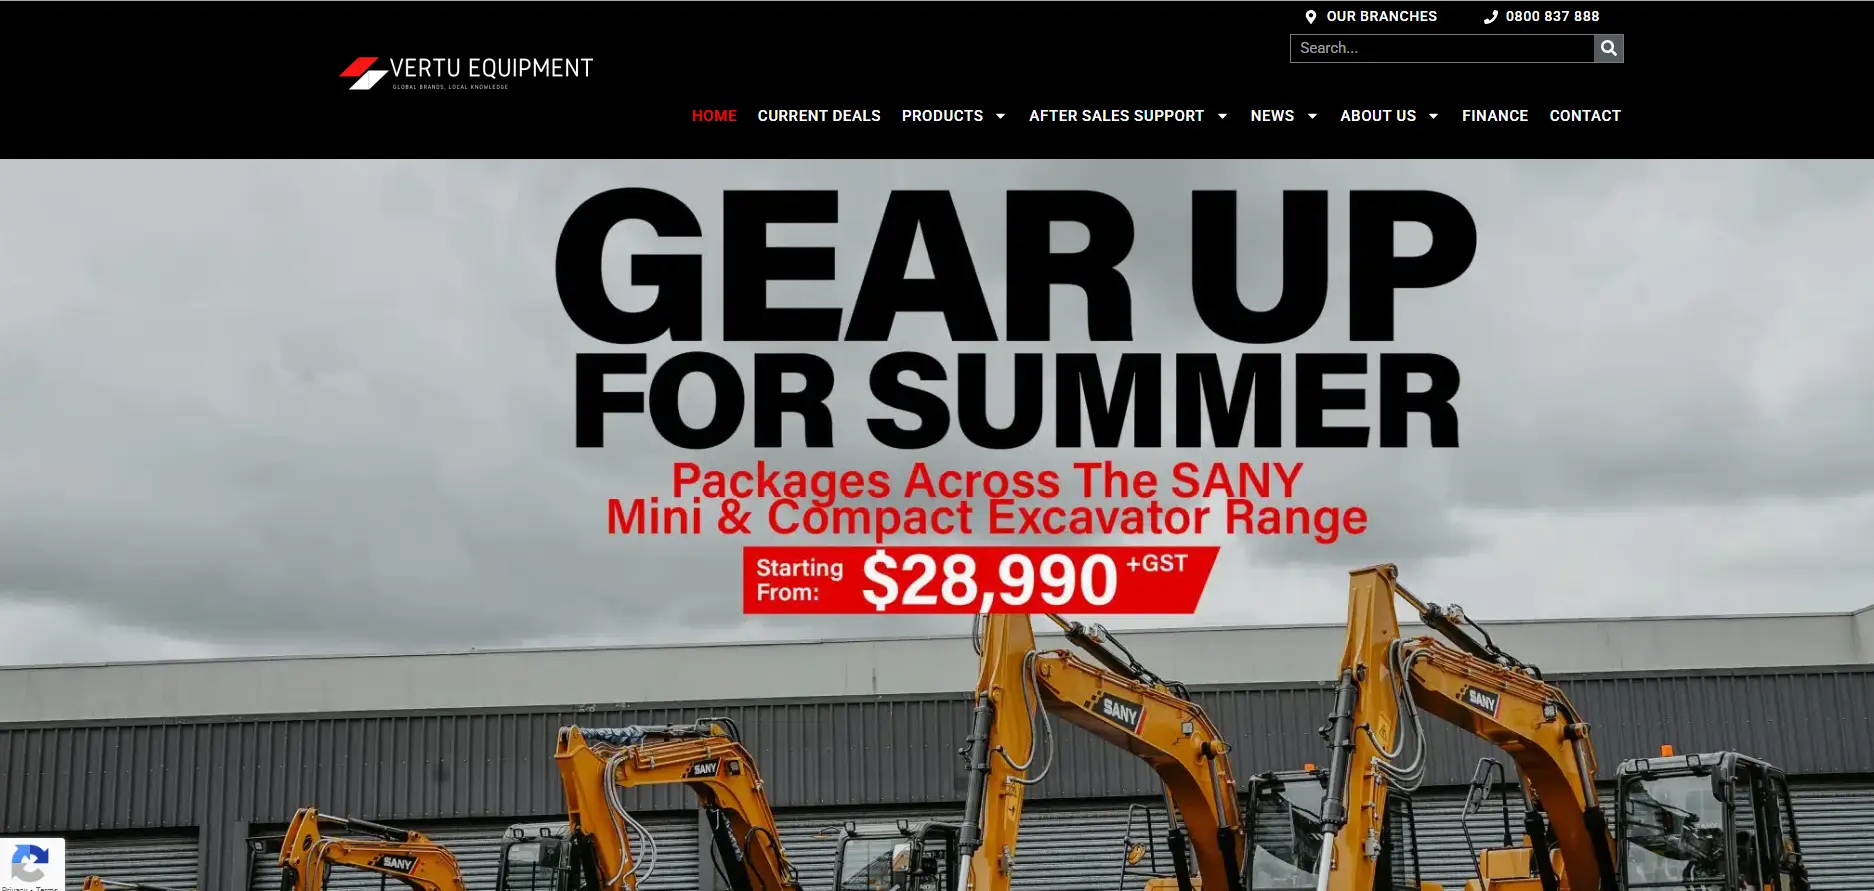 OUR BRANCHES
0800 837 888
Search...
VERTU EQUIPMENT
GLOBAL BRANDS, LOCAL KNOWLEDGE
HOME
CURRENT DEALS
PRODUCTS
AFTER SALES SUPPORT
NEWS
ABOUT US
FINANCE
CONTACT
GEAR UP
FOR SUMMER
Packages Across The SANY
Mini & Compact Excavator Range
Starting
From:
$28,990
+GST
SANY
SANY
SANY
SANY
Privacy - Terms